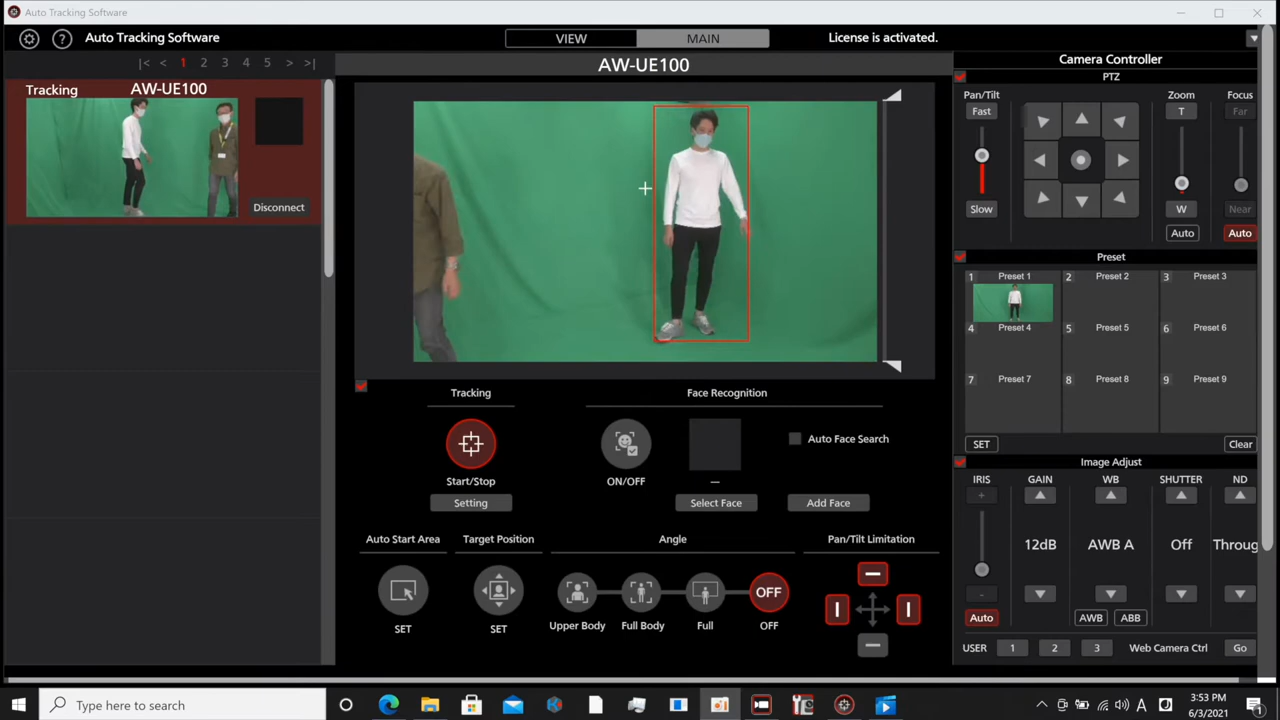 Auto Tracking Software
Auto Tracking Software
VIEW
MAIN
License is activated.
|< < 1 2 3 4 5 > >|
Tracking
AW-UE100
Disconnect
AW-UE100
Tracking
Start/Stop
Setting
Face Recognition
ON/OFF
—
Select Face
Auto Face Search
Add Face
Auto Start Area
SET
Target Position
SET
Angle
Upper Body
Full Body
Full
OFF
OFF
Pan/Tilt Limitation
Camera Controller
PTZ
Pan/Tilt
Fast
Slow
Zoom
T
W
Auto
Focus
Far
Near
Auto
Preset
1 Preset 1
2 Preset 2
3 Preset 3
4 Preset 4
5 Preset 5
6 Preset 6
7 Preset 7
8 Preset 8
9 Preset 9
SET
Clear
Image Adjust
IRIS
+
-
Auto
GAIN
12dB
WB
AWB A
AWB
ABB
SHUTTER
Off
ND
Throug
USER 1 2 3 Web Camera Ctrl Go
Type here to search
A
3:53 PM
6/3/2021
1